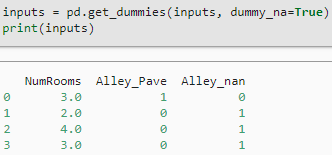 inputs = pd.get_dummies(inputs, dummy_na=True)
print(inputs)
NumRooms Alley_Pave Alley_nan
0 3.0 1 0
1 2.0 0 1
2 4.0 0 1
3 3.0 0 1